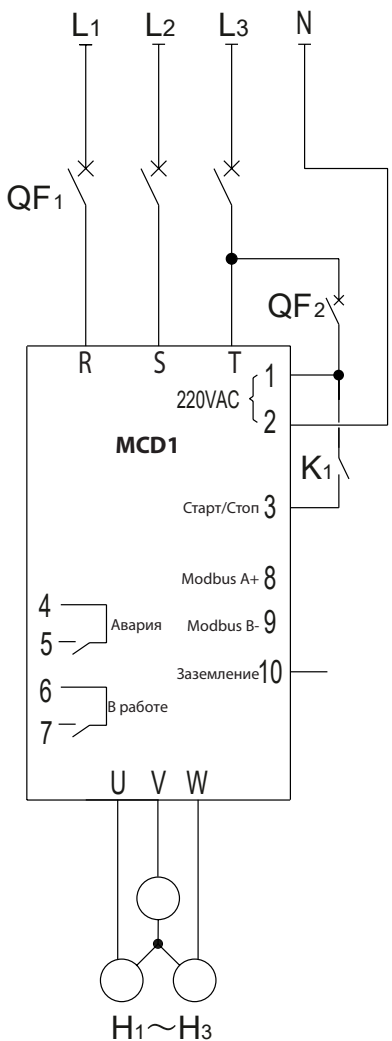 L1 L2 L3 N
QF1
QF2
R S T
1
220VAC
2
MCD1
K1
Старт/Стоп 3
Modbus A+ 8
4
Авария
Modbus B- 9
5
Заземление 10
6
В работе
7
U V W
H1～H3